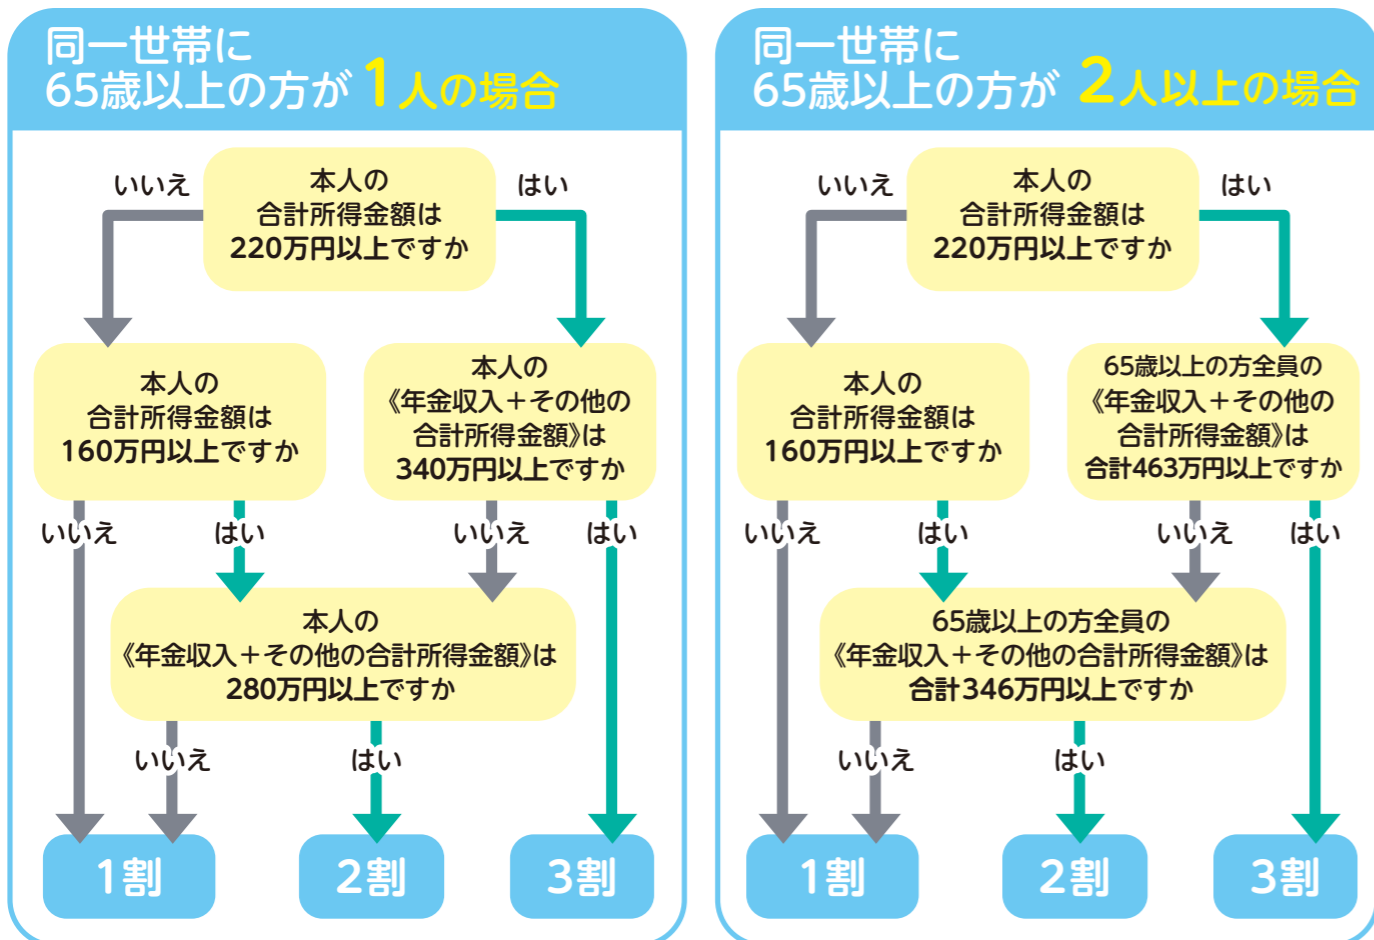 同一世帯に
65歳以上の方が 1人の場合
いいえ
本人の
合計所得金額は
220万円以上ですか
はい
本人の
合計所得金額は
160万円以上ですか
本人の
《年金収入＋その他の
合計所得金額》は
340万円以上ですか
いいえ
はい
いいえ
はい
本人の
《年金収入＋その他の合計所得金額》は
280万円以上ですか
いいえ
はい
1割
2割
3割
同一世帯に
65歳以上の方が 2人以上の場合
いいえ
本人の
合計所得金額は
220万円以上ですか
はい
本人の
合計所得金額は
160万円以上ですか
65歳以上の方全員の
《年金収入＋その他の
合計所得金額》は
合計463万円以上ですか
いいえ
はい
いいえ
はい
65歳以上の方全員の
《年金収入＋その他の合計所得金額》は
合計346万円以上ですか
いいえ
はい
1割
2割
3割